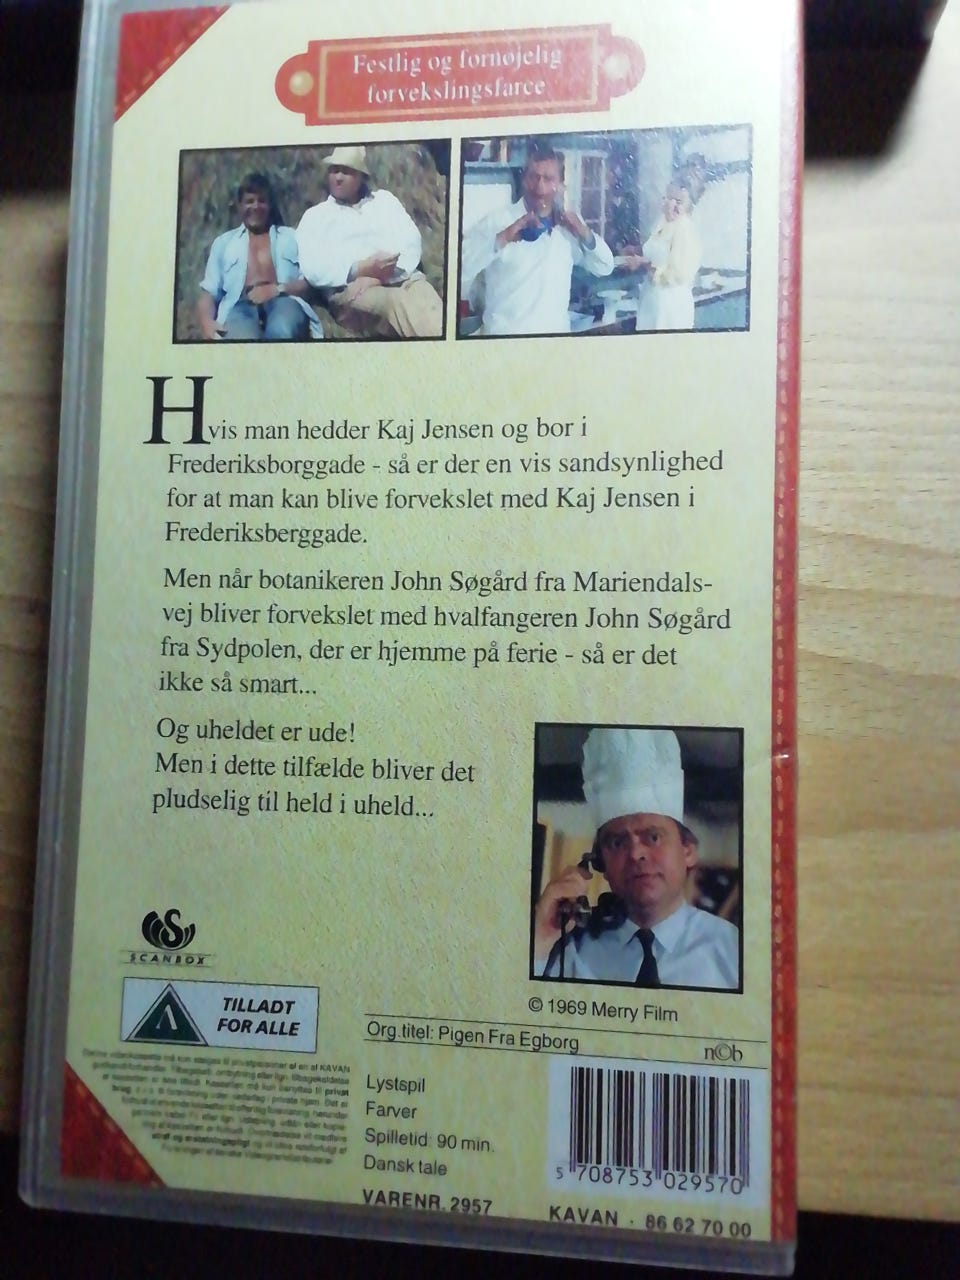 Festlig og fornøjelig
forvekslingsfarce
Hvis man hedder Kaj Jensen og bor i
Frederiksborggade - så er der en vis sandsynlighed
for at man kan blive forvekslet med Kaj Jensen i
Frederiksberggade.
Men når botanikeren John Søgård fra Mariendals-
vej bliver forvekslet med hvalfangeren John Søgård
fra Sydpolen, der er hjemme på ferie - så er det
ikke så smart...
Og uheldet er ude!
Men i dette tilfælde bliver det
pludselig til held i uheld...
SCANBOX
TILLADT
FOR ALLE
© 1969 Merry Film
Org.titel: Pigen Fra Egborg
n©b
Lystspil
Farver
Spilletid: 90 min.
Dansk tale
VARENR. 2957
5 708753 029570
KAVAN · 86 62 70 00